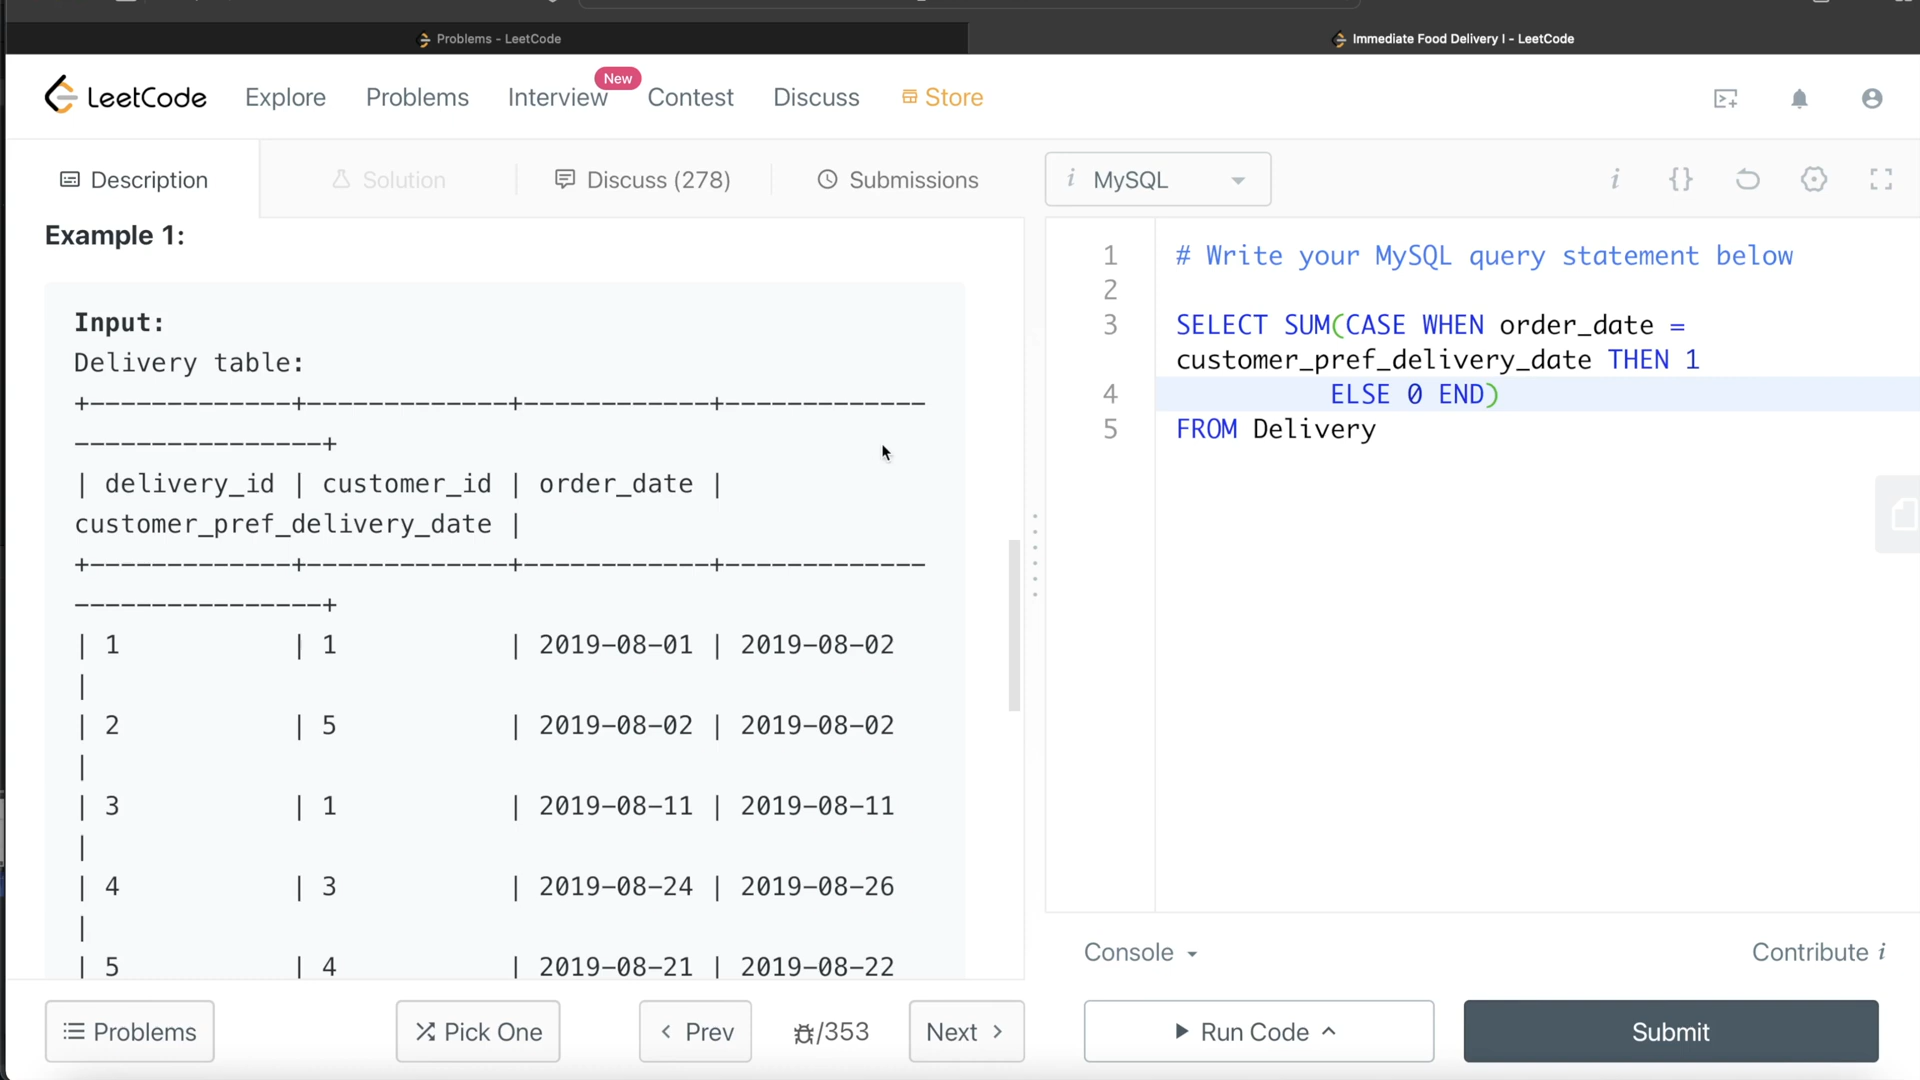 Problems - LeetCode
Immediate Food Delivery I - LeetCode
LeetCode
Explore
Problems
Interview
New
Contest
Discuss
Store
Description
Solution
Discuss (278)
Submissions
i MySQL
i {}
Example 1:
Input:
Delivery table:
+-------------+-------------+------------+-------------
----------------+
| delivery_id | customer_id | order_date |
customer_pref_delivery_date |
+-------------+-------------+------------+-------------
----------------+
| 1 | 1 | 2019-08-01 | 2019-08-02
|
| 2 | 5 | 2019-08-02 | 2019-08-02
|
| 3 | 1 | 2019-08-11 | 2019-08-11
|
| 4 | 3 | 2019-08-24 | 2019-08-26
|
| 5 | 4 | 2019-08-21 | 2019-08-22
1 # Write your MySQL query statement below
2
3 SELECT SUM(CASE WHEN order_date =
customer_pref_delivery_date THEN 1
4 ELSE 0 END)
5 FROM Delivery
Console
Contribute i
Problems
Pick One
Prev
/353
Next
Run Code
Submit